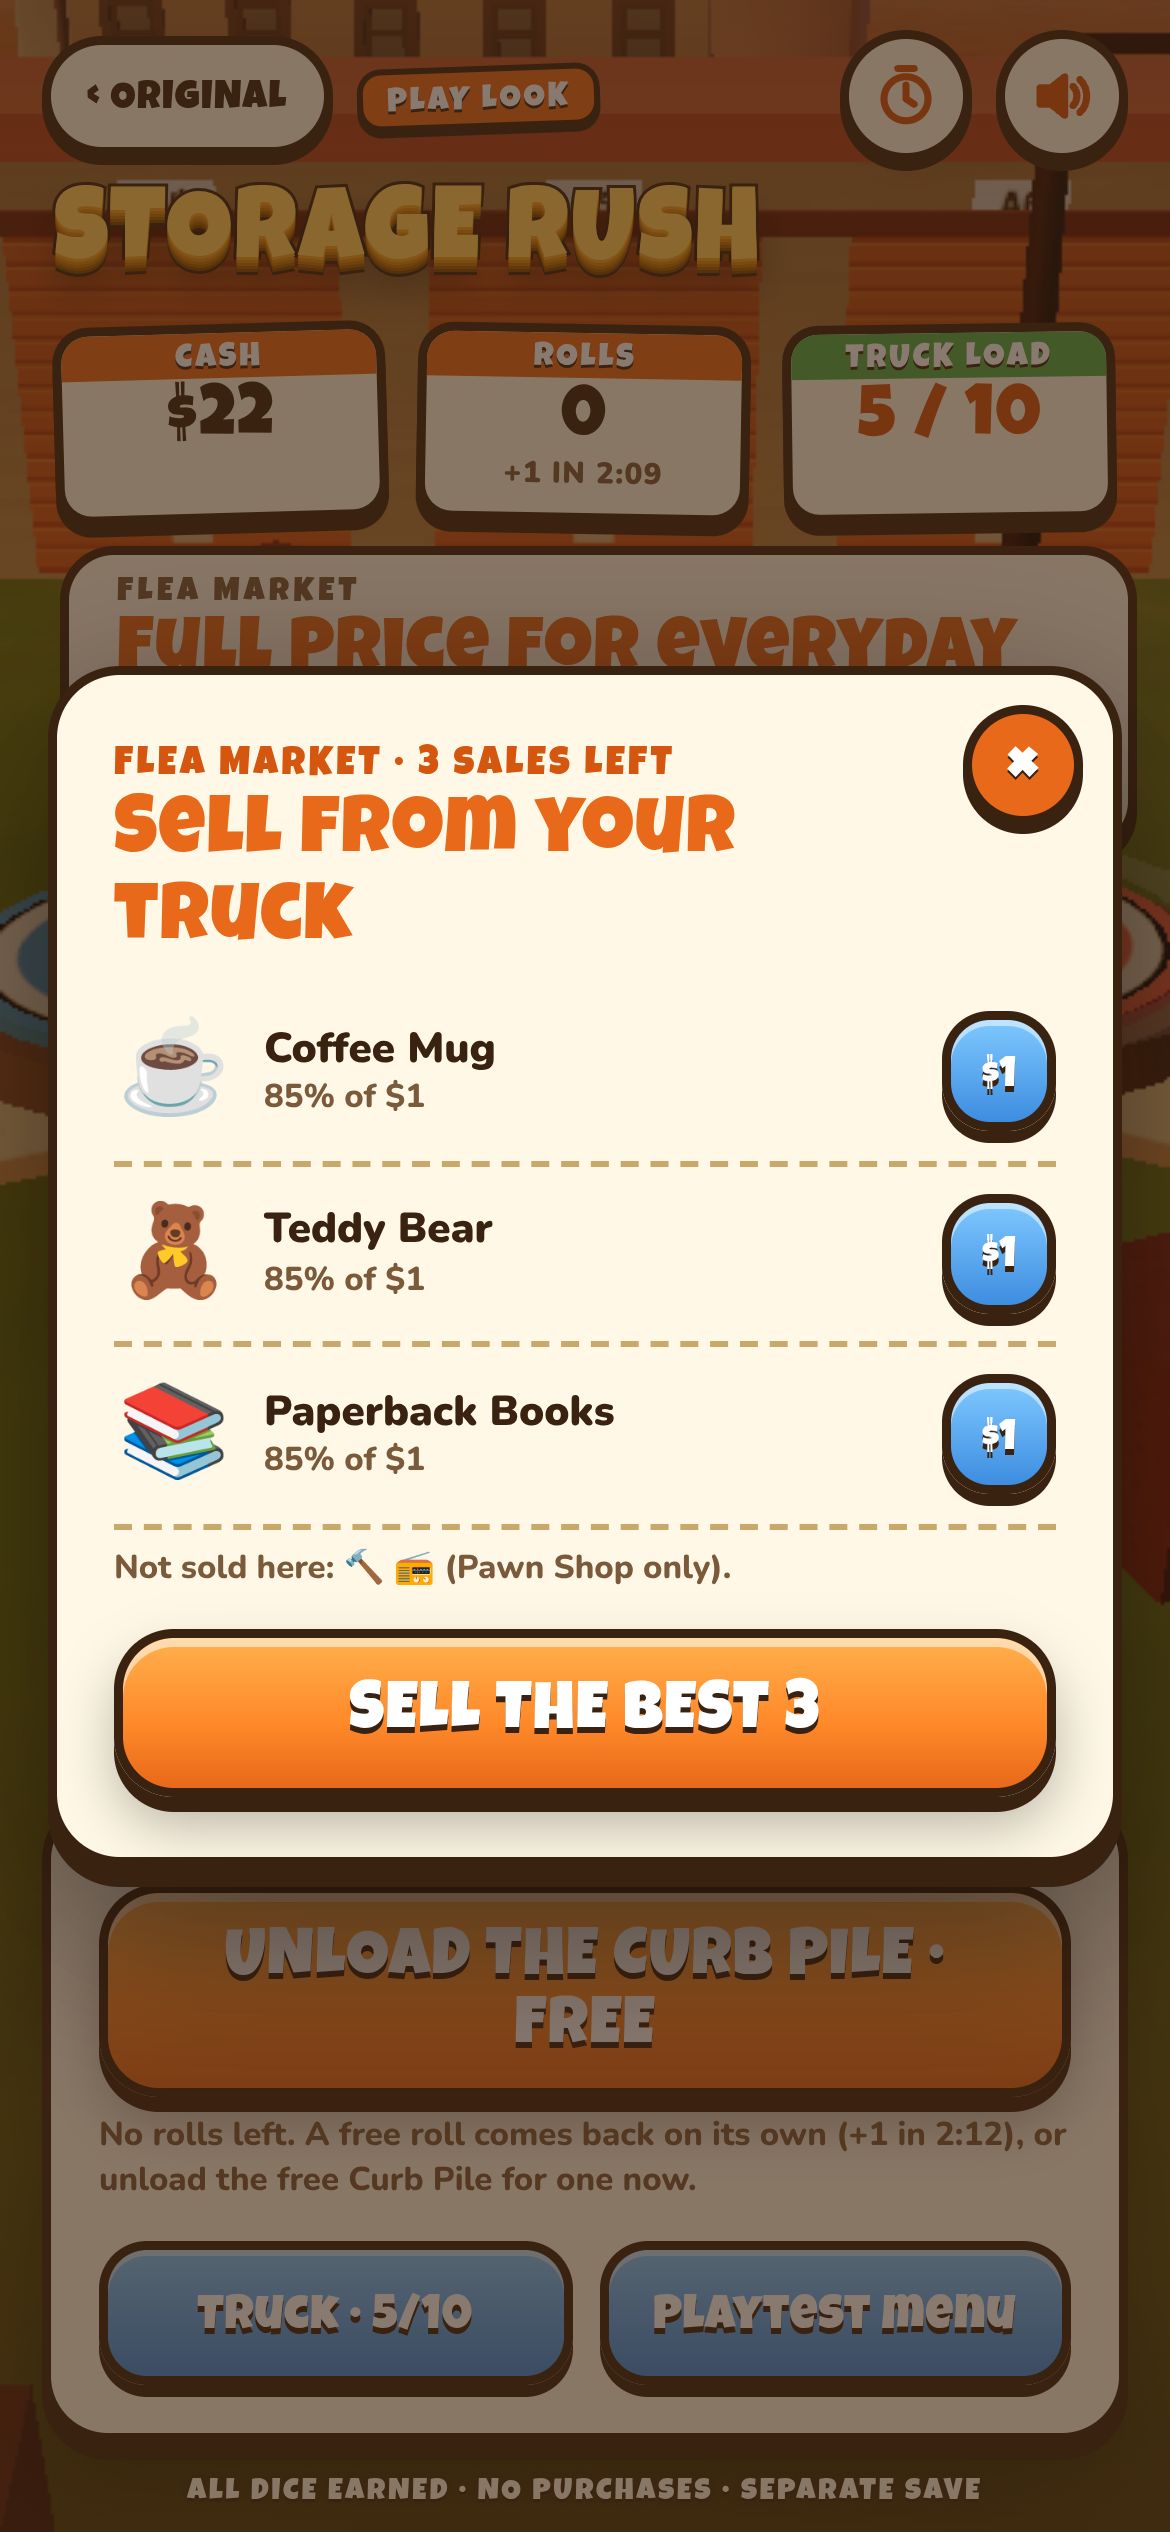 < ORIGINAL
PLAY LOOK
STORAGE RUSH
CASH
$22
ROLLS
0
+1 IN 2:09
TRUCK LOAD
5 / 10
FLEA MARKET
FULL PRICE FOR EVERYDAY
FLEA MARKET · 3 SALES LEFT
SELL FROM YOUR
TRUCK
Coffee Mug
85% of $1
$1
Teddy Bear
85% of $1
$1
Paperback Books
85% of $1
$1
Not sold here: 🔨 📻 (Pawn Shop only).
SELL THE BEST 3
UNLOAD THE CURB PILE ·
FREE
No rolls left. A free roll comes back on its own (+1 in 2:12), or
unload the free Curb Pile for one now.
TRUCK · 5/10
PLAYTEST MENU
ALL DICE EARNED · NO PURCHASES · SEPARATE SAVE